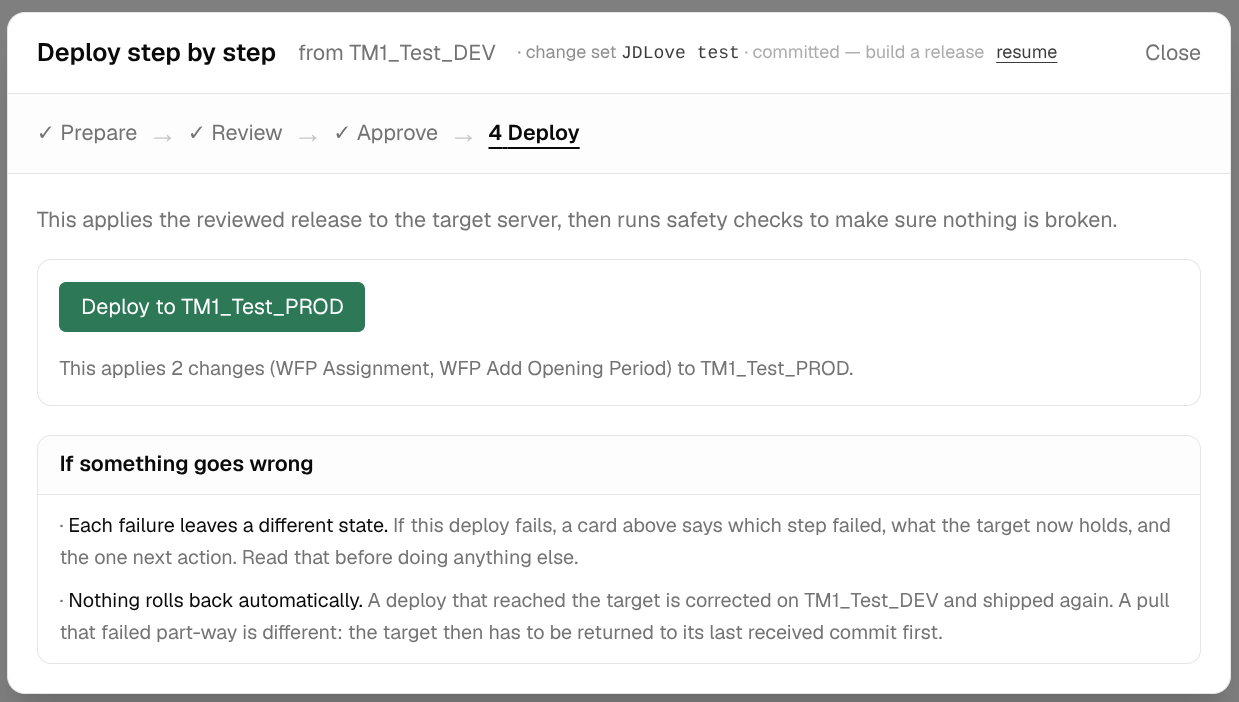 Deploy step by step from TM1_Test_DEV · change set JDLove test · committed — build a release resume Close
✓ Prepare → ✓ Review → ✓ Approve → 4 Deploy
This applies the reviewed release to the target server, then runs safety checks to make sure nothing is broken.
Deploy to TM1_Test_PROD
This applies 2 changes (WFP Assignment, WFP Add Opening Period) to TM1_Test_PROD.
If something goes wrong
· Each failure leaves a different state. If this deploy fails, a card above says which step failed, what the target now holds, and
the one next action. Read that before doing anything else.
· Nothing rolls back automatically. A deploy that reached the target is corrected on TM1_Test_DEV and shipped again. A pull
that failed part-way is different: the target then has to be returned to its last received commit first.